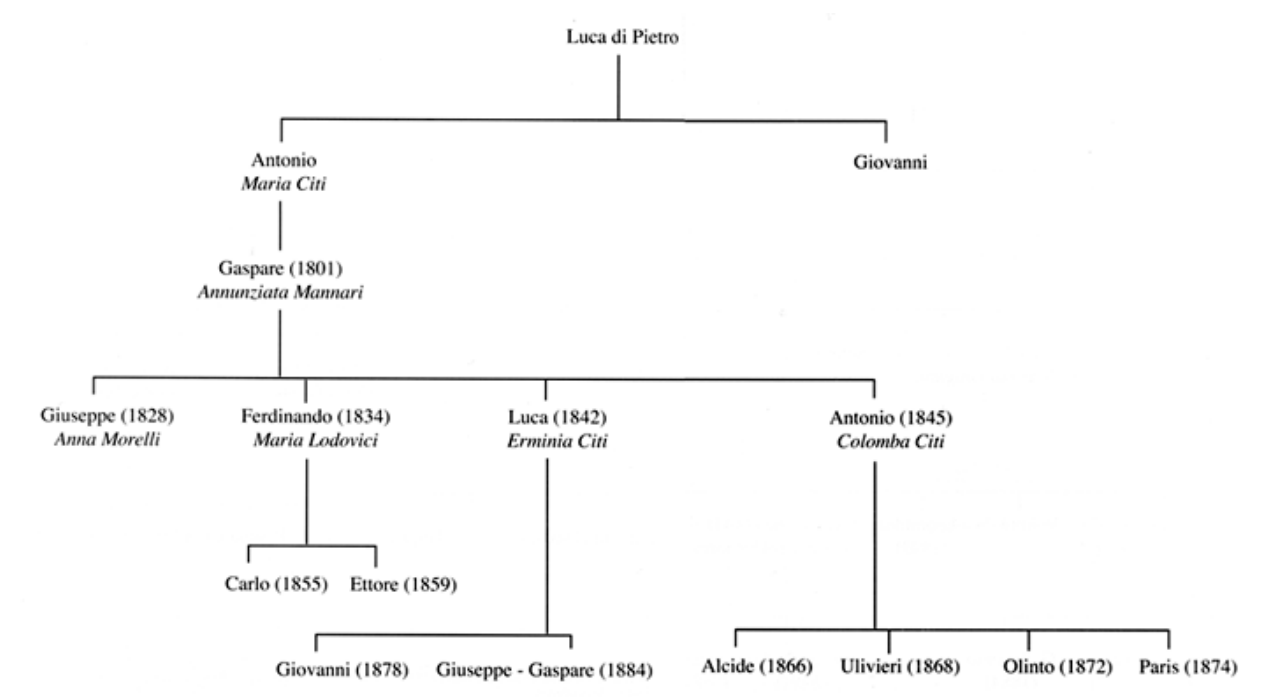 Luca di Pietro
Antonio
Maria Citi
Giovanni
Gaspare (1801)
Annunziata Mannari
Giuseppe (1828)
Anna Morelli
Ferdinando (1834)
Maria Lodovici
Luca (1842)
Erminia Citi
Antonio (1845)
Colomba Citi
Carlo (1855)
Ettore (1859)
Giovanni (1878)
Giuseppe - Gaspare (1884)
Alcide (1866)
Ulivieri (1868)
Olinto (1872)
Paris (1874)